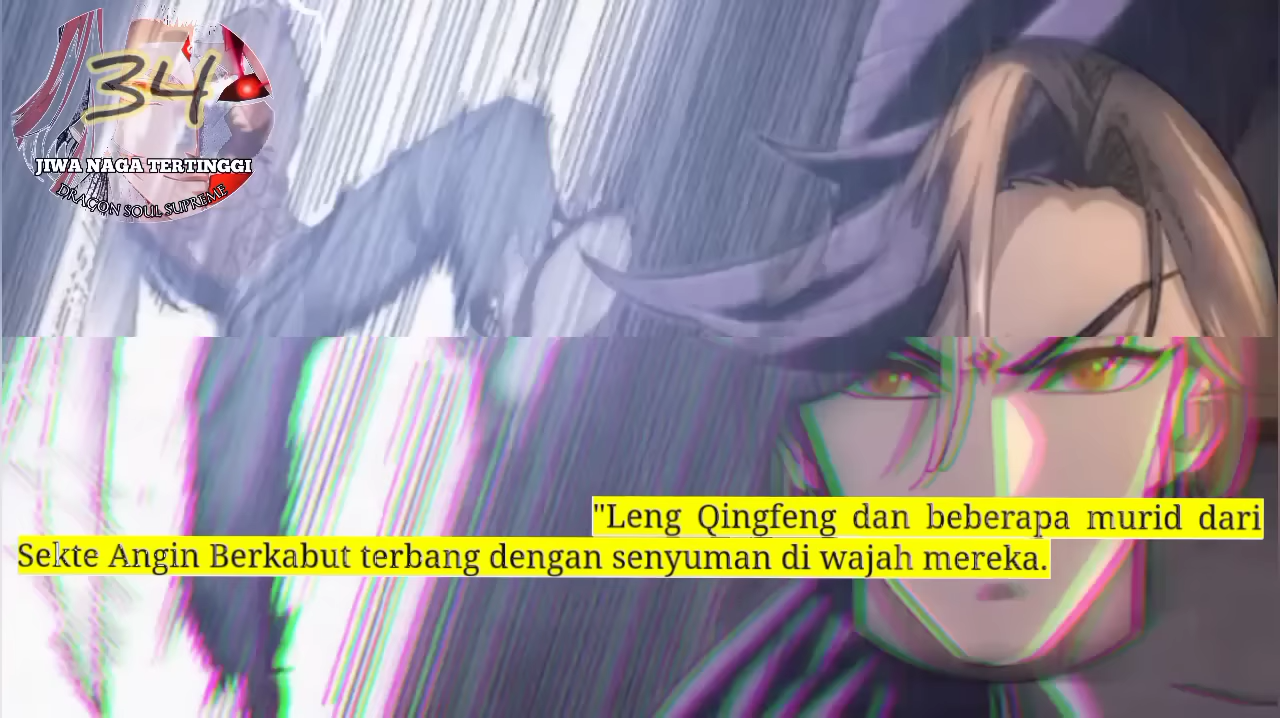 34
JIWA NAGA TERTINGGI
DRAGON SOUL SUPREME
"Leng Qingfeng dan beberapa murid dari
Sekte Angin Berkabut terbang dengan senyuman di wajah mereka.